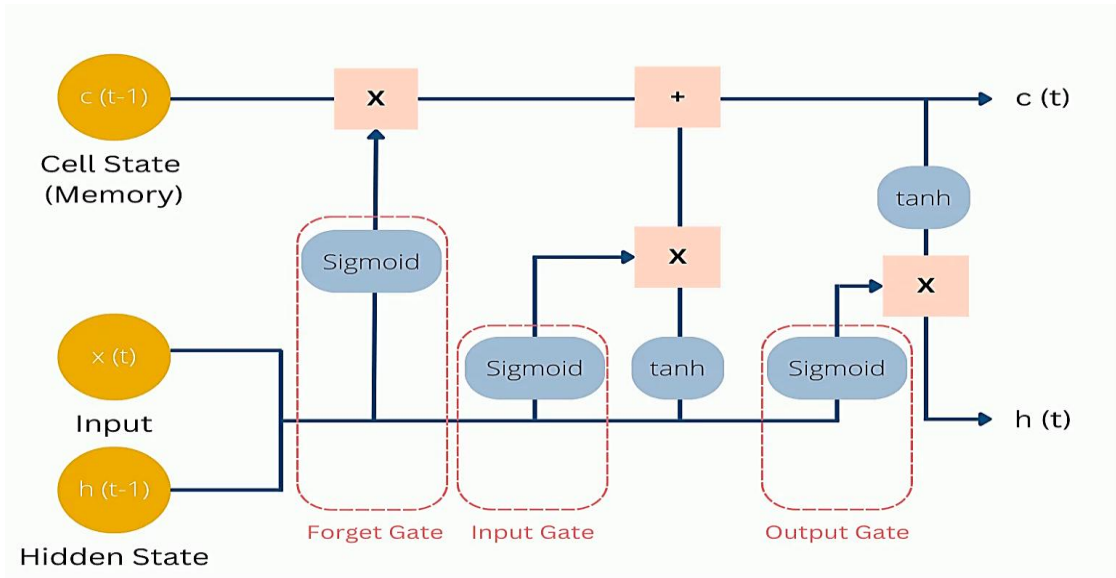 c (t-1)
X
+
c (t)
Cell State
(Memory)
tanh
Sigmoid
X
X
x (t)
Sigmoid
tanh
Sigmoid
Input
h (t)
h (t-1)
Forget Gate
Input Gate
Output Gate
Hidden State